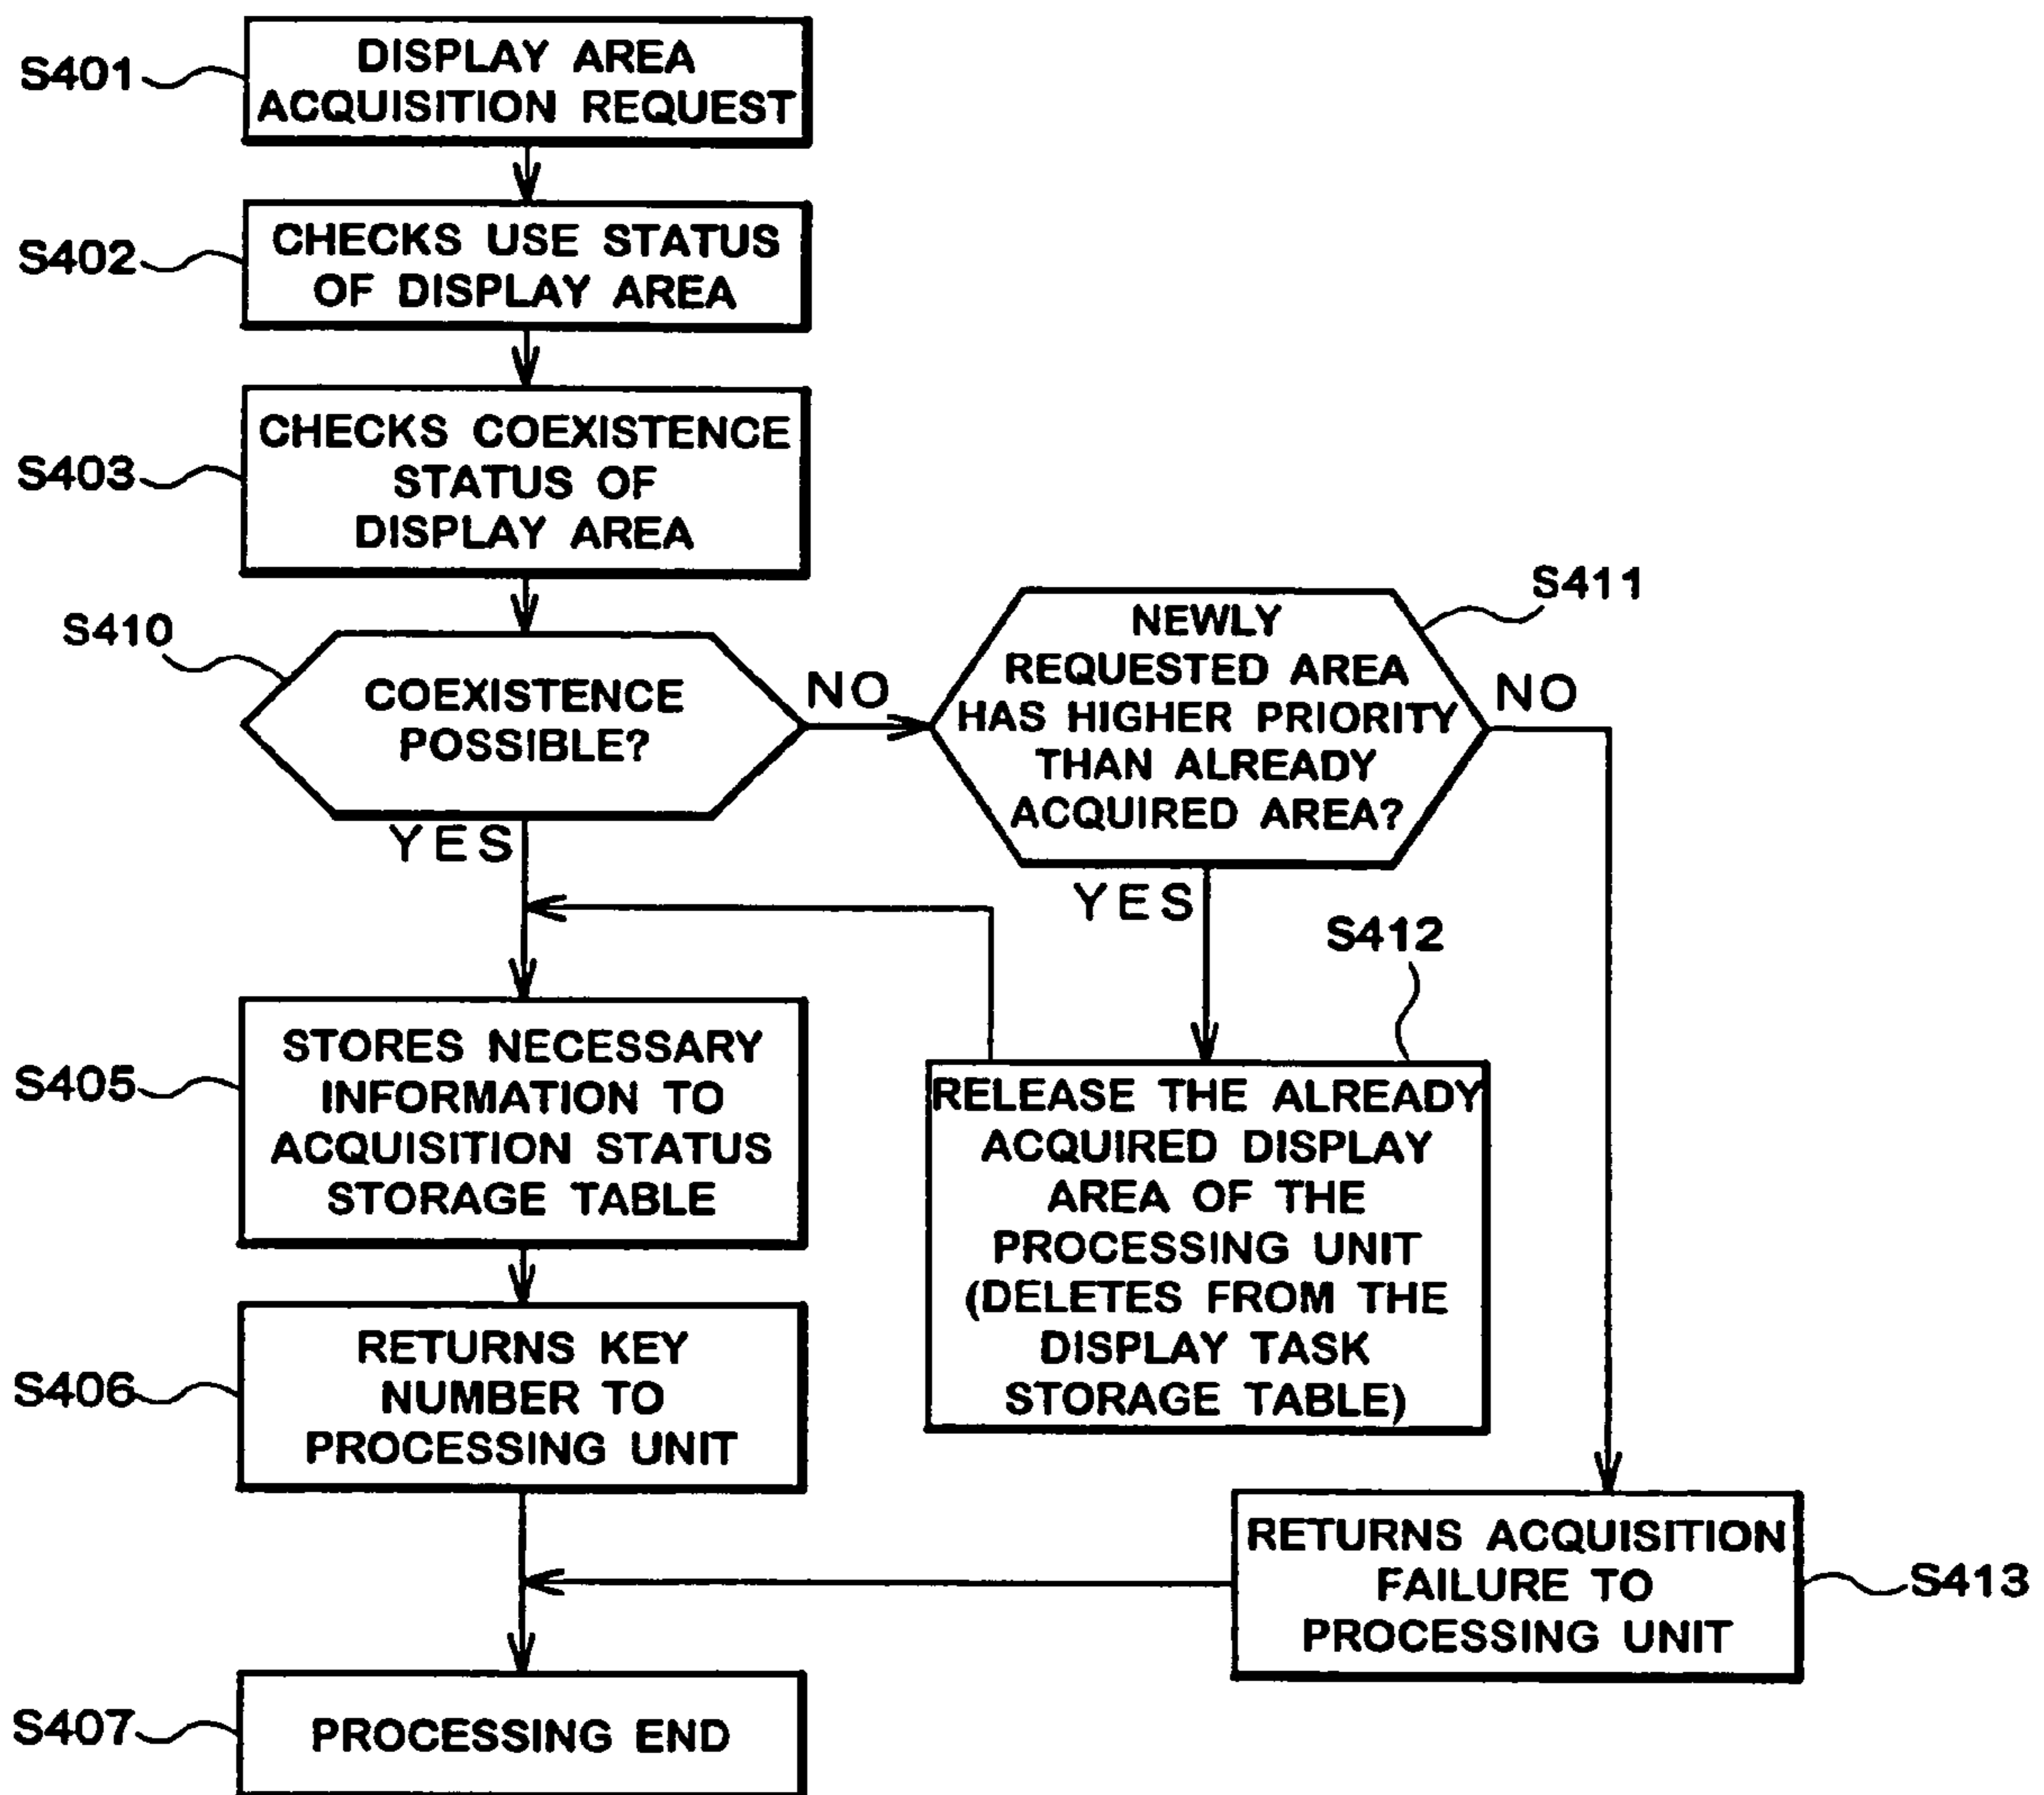 S401
DISPLAY AREA
ACQUISITION REQUEST
S402
CHECKS USE STATUS
OF DISPLAY AREA
S403
CHECKS COEXISTENCE
STATUS OF
DISPLAY AREA
S410
COEXISTENCE
POSSIBLE?
NO
YES
S411
NEWLY
REQUESTED AREA
HAS HIGHER PRIORITY
THAN ALREADY
ACQUIRED AREA?
NO
YES
S412
RELEASE THE ALREADY
ACQUIRED DISPLAY
AREA OF THE
PROCESSING UNIT
(DELETES FROM THE
DISPLAY TASK
STORAGE TABLE)
S405
STORES NECESSARY
INFORMATION TO
ACQUISITION STATUS
STORAGE TABLE
S406
RETURNS KEY
NUMBER TO
PROCESSING UNIT
RETURNS ACQUISITION
FAILURE TO
PROCESSING UNIT
S413
S407
PROCESSING END